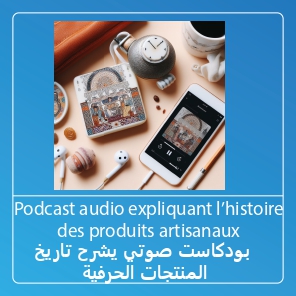 Podcast audio expliquant l'histoire
des produits artisanaux
بودكاست صوتي يشرح تاريخ
المنتجات الحرفية